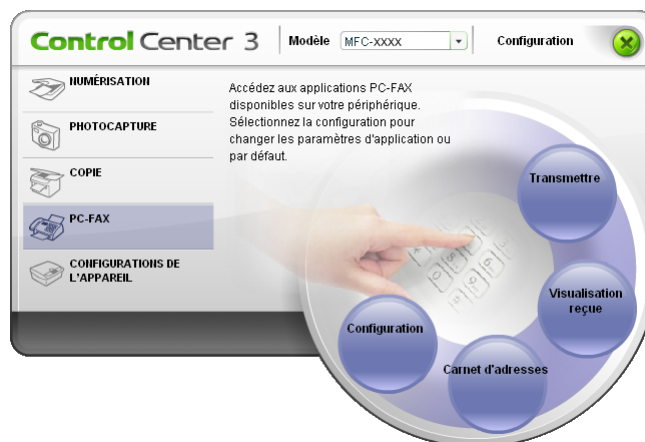 Control Center 3
Modèle
MFC-XXXX
Configuration
NUMÉRISATION
PHOTOCAPTURE
COPIE
PC-FAX
CONFIGURATIONS DE
L'APPAREIL
Accédez aux applications PC-FAX
disponibles sur votre périphérique.
Sélectionnez la configuration pour
changer les paramètres d'application ou
par défaut.
Transmettre
Visualisation
reçue
Carnet d'adresses
Configuration